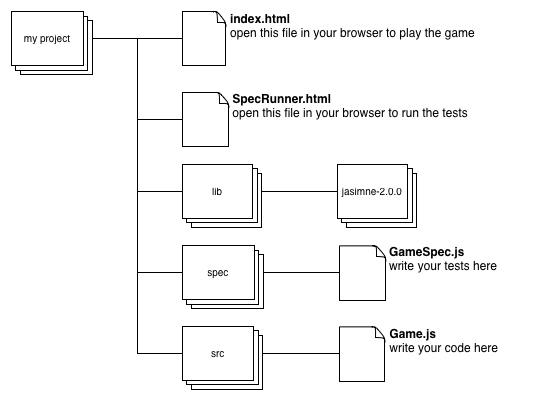 my project
index.html
open this file in your browser to play the game
SpecRunner.html
open this file in your browser to run the tests
lib
jasimne-2.0.0
spec
GameSpec.js
write your tests here
src
Game.js
write your code here